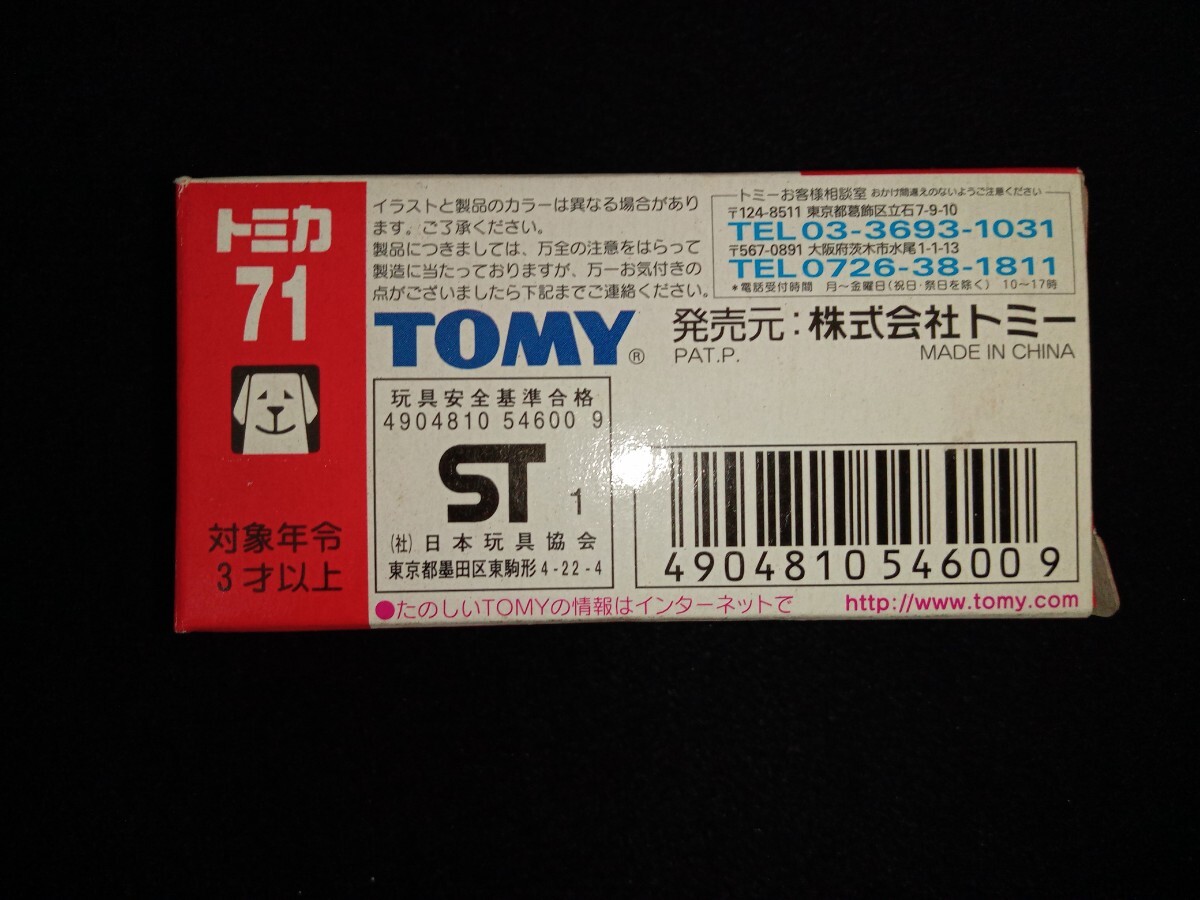 トミカ
71
対象年令
3才以上
イラストと製品のカラーは異なる場合があり
ます。ご了承ください。
製品につきましては、万全の注意をはらって
製造に当たっておりますが、万一お気付きの
点がございましたら下記までご連絡ください。
トミーお客様相談室 おかけ間違えのないようご注意ください
〒124-8511 東京都葛飾区立石7-9-10
TEL03-3693-1031
〒567-0891 大阪府茨木市水尾1-1-13
TEL0726-38-1811
*電話受付時間 月~金曜日(祝日・祭日を除く) 10~17時
TOMY®
発売元:株式会社トミー
PAT.P. MADE IN CHINA
玩具安全基準合格
4904810 54600 9
ST 1
(社)日本玩具協会
東京都墨田区東駒形4-22-4
4904810546009
●たのしいTOMYの情報はインターネットで http://www.tomy.com